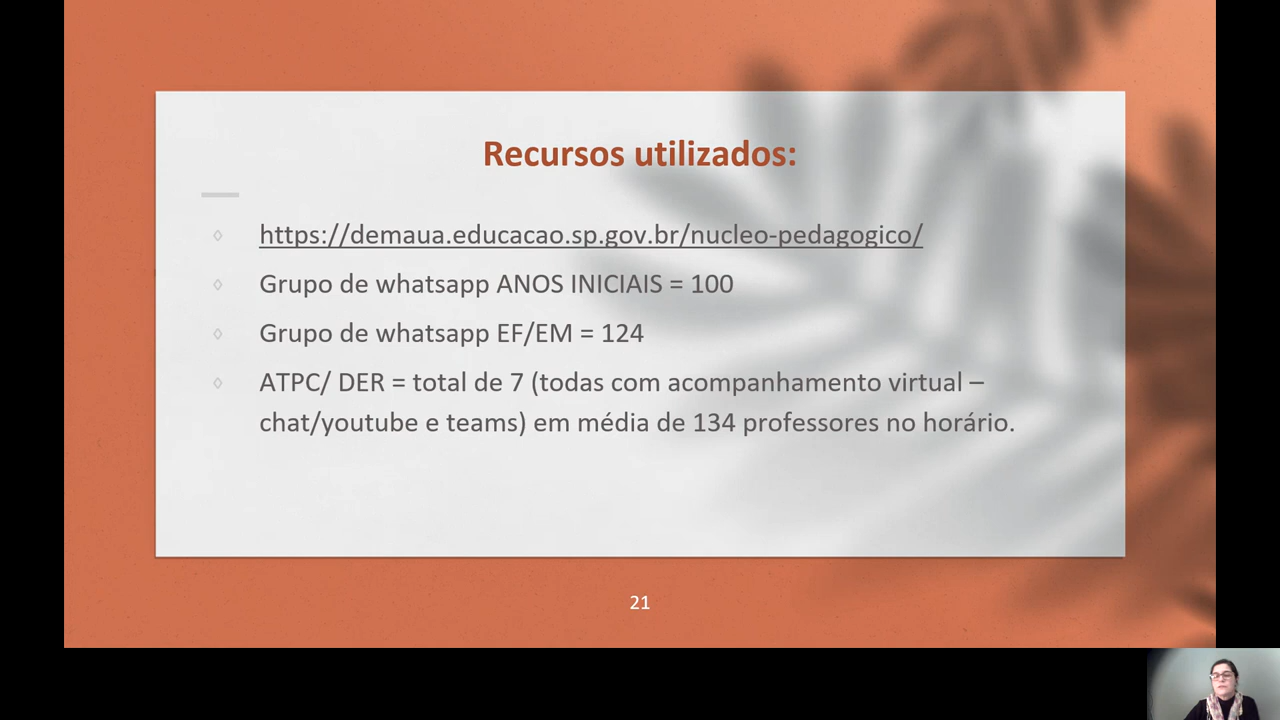 Recursos utilizados:
https://demaua.educacao.sp.gov.br/nucleo-pedagogico/
Grupo de whatsapp ANOS INICIAIS = 100
Grupo de whatsapp EF/EM = 124
ATPC/ DER = total de 7 (todas com acompanhamento virtual –
chat/youtube e teams) em média de 134 professores no horário.
21